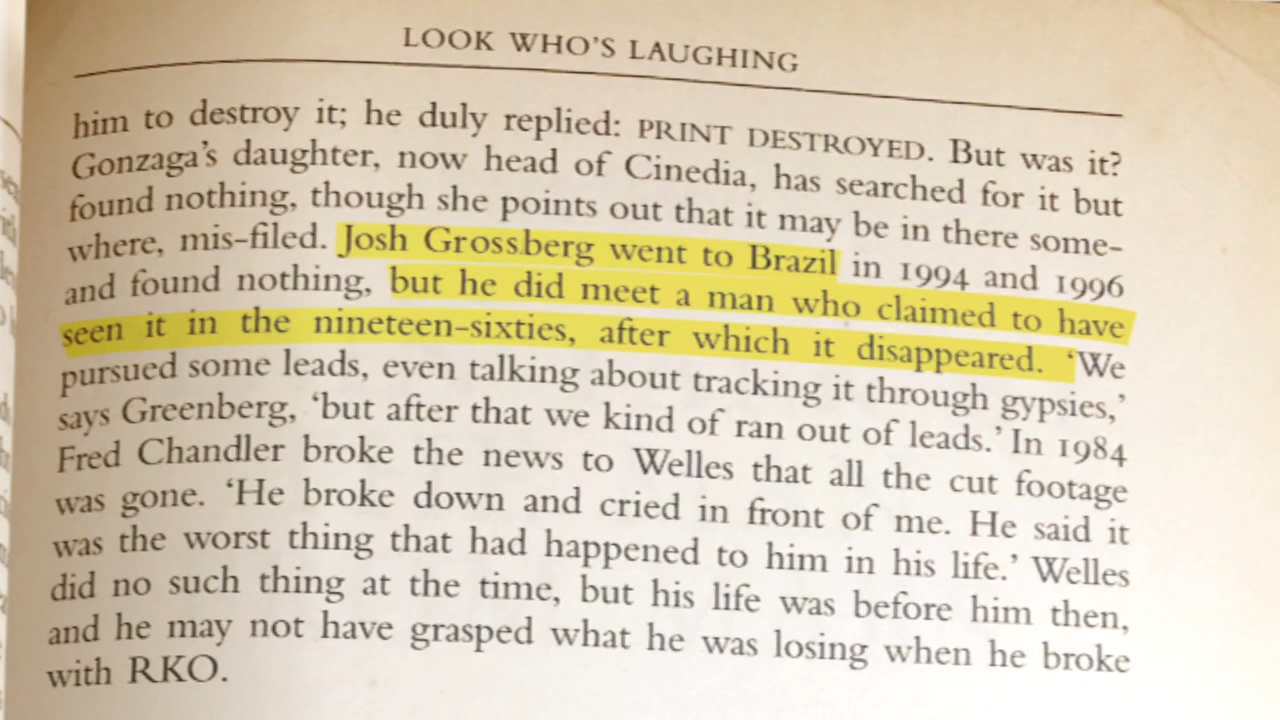 LOOK WHO'S LAUGHING
him to destroy it; he duly replied: PRINT DESTROYED. But was it?
Gonzaga's daughter, now head of Cinedia, has searched for it but
found nothing, though she points out that it may be in there some-
where, mis-filed. Josh Grossberg went to Brazil in 1994 and 1996
and found nothing, but he did meet a man who claimed to have
seen it in the nineteen-sixties, after which it disappeared. 'We
pursued some leads, even talking about tracking it through gypsies,'
says Greenberg, 'but after that we kind of ran out of leads.' In 1984
Fred Chandler broke the news to Welles that all the cut footage
was gone. 'He broke down and cried in front of me. He said it
was the worst thing that had happened to him in his life.' Welles
did no such thing at the time, but his life was before him then,
and he may not have grasped what he was losing when he broke
with RKO.